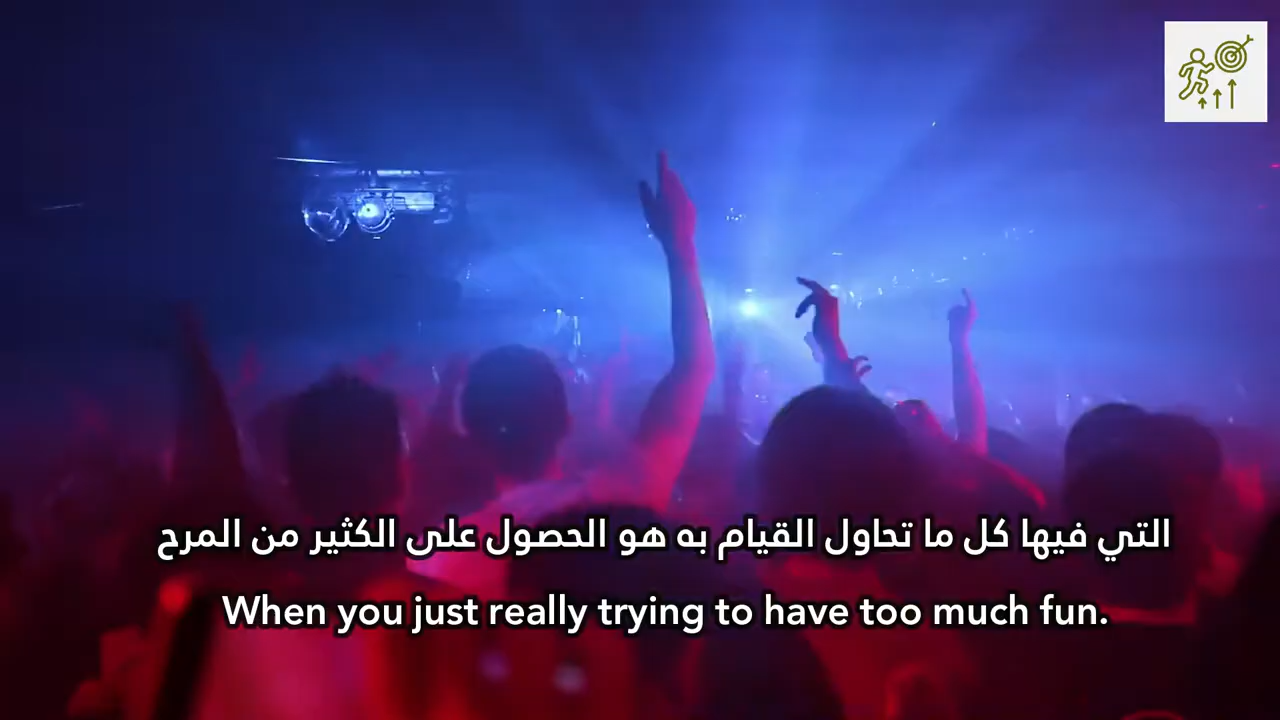 التي فيها كل ما تحاول القيام به هو الحصول على الكثير من المرح
When you just really trying to have too much fun.